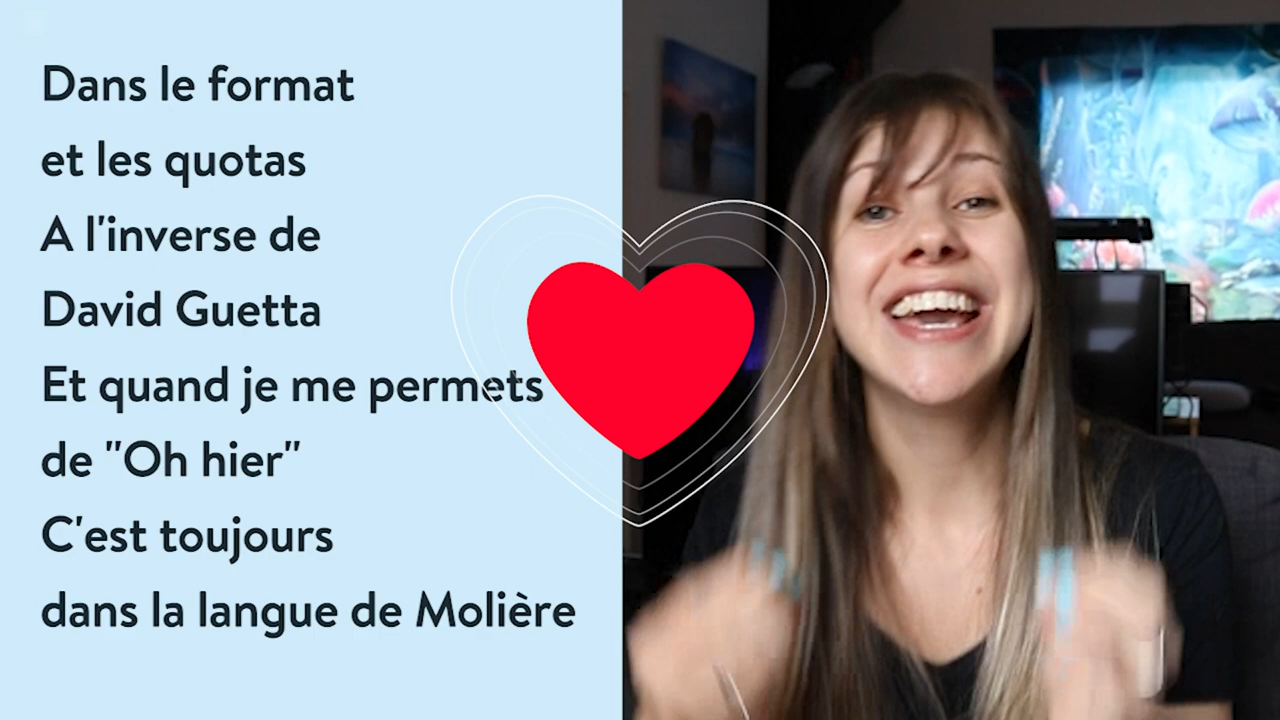 Dans le format
et les quotas
A l'inverse de
David Guetta
Et quand je me permets
de "Oh hier"
C'est toujours
dans la langue de Molière